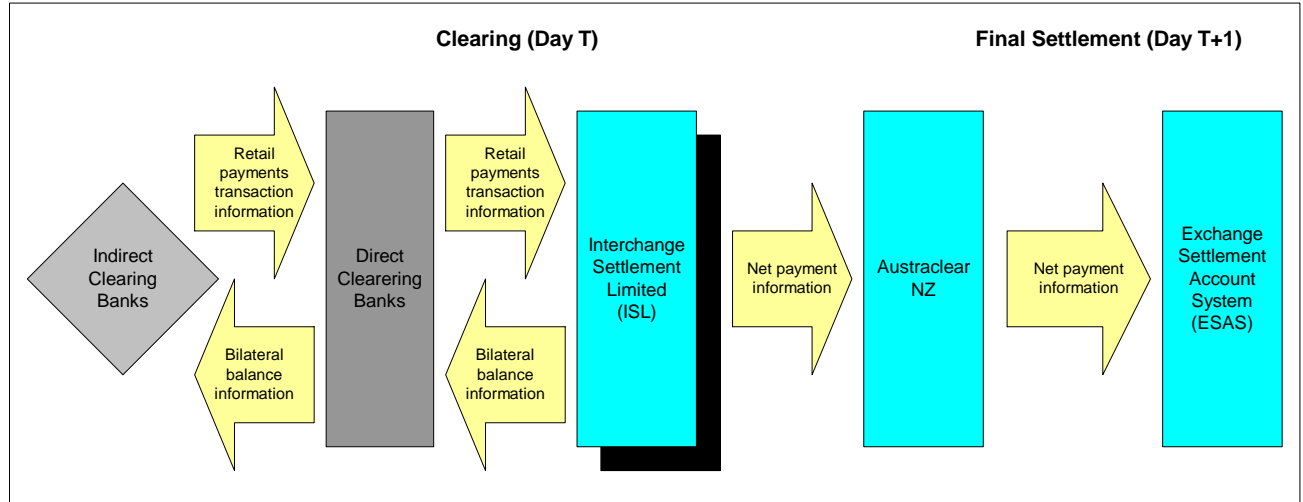 Clearing (Day T)
Final Settlement (Day T+1)
Retail
payments
transaction
information
Retail
payments
transaction
information
Indirect
Clearing
Banks
Direct
Clearering
Banks
Interchange
Settlement
Limited
(ISL)
Net payment
information
Austraclear
NZ
Net payment
information
Exchange
Settlement
Account
System
(ESAS)
Bilateral
balance
information
Bilateral
balance
information